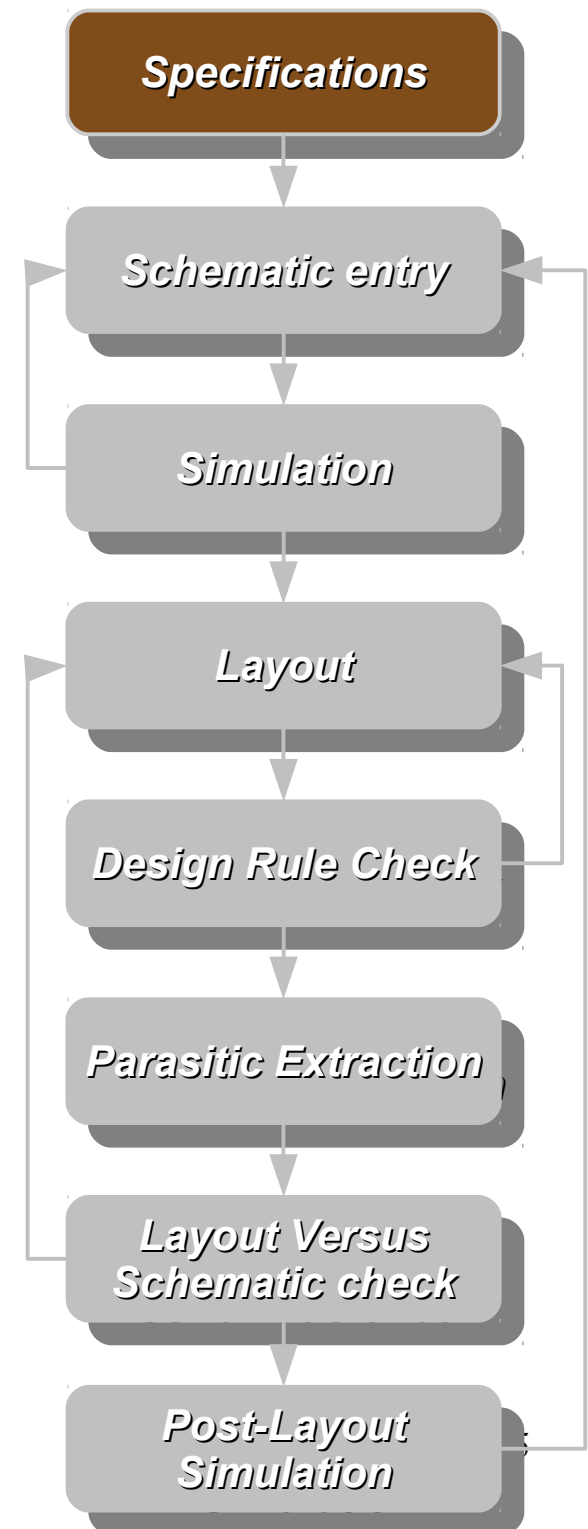 Specifications
Schematic entry
Simulation
Layout
Design Rule Check
Parasitic Extraction
Layout Versus
Schematic check
Post-Layout
Simulation